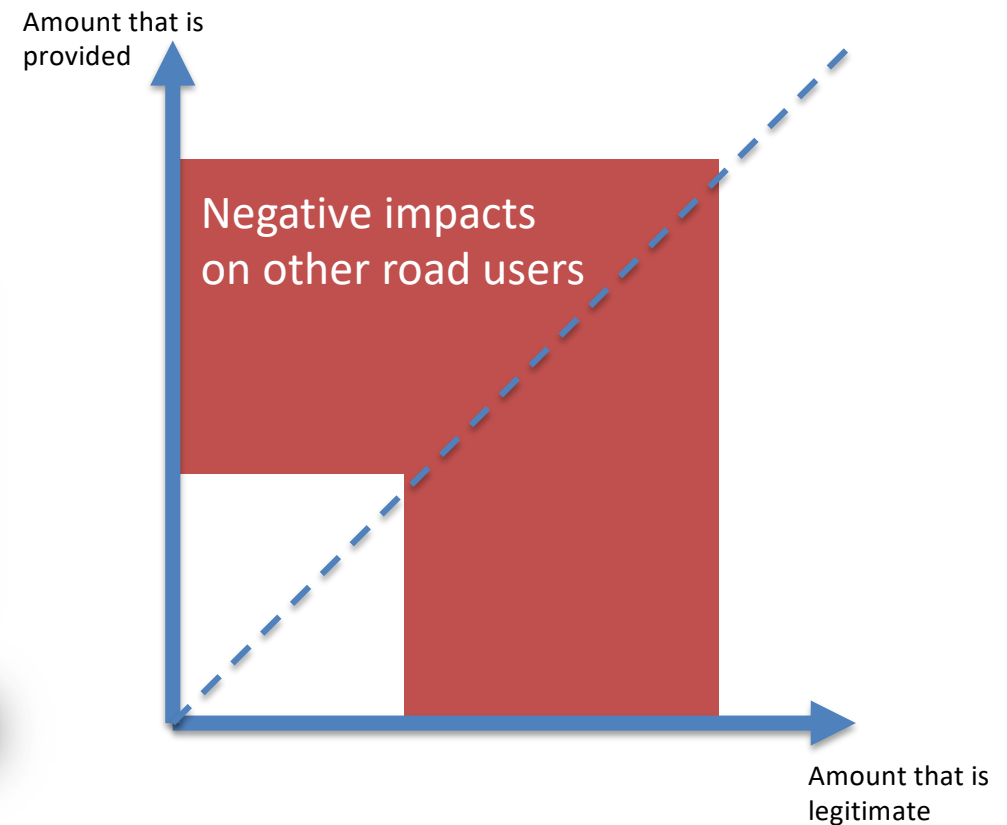 Amount that is
provided
Negative impacts
on other road users
Amount that is
legitimate